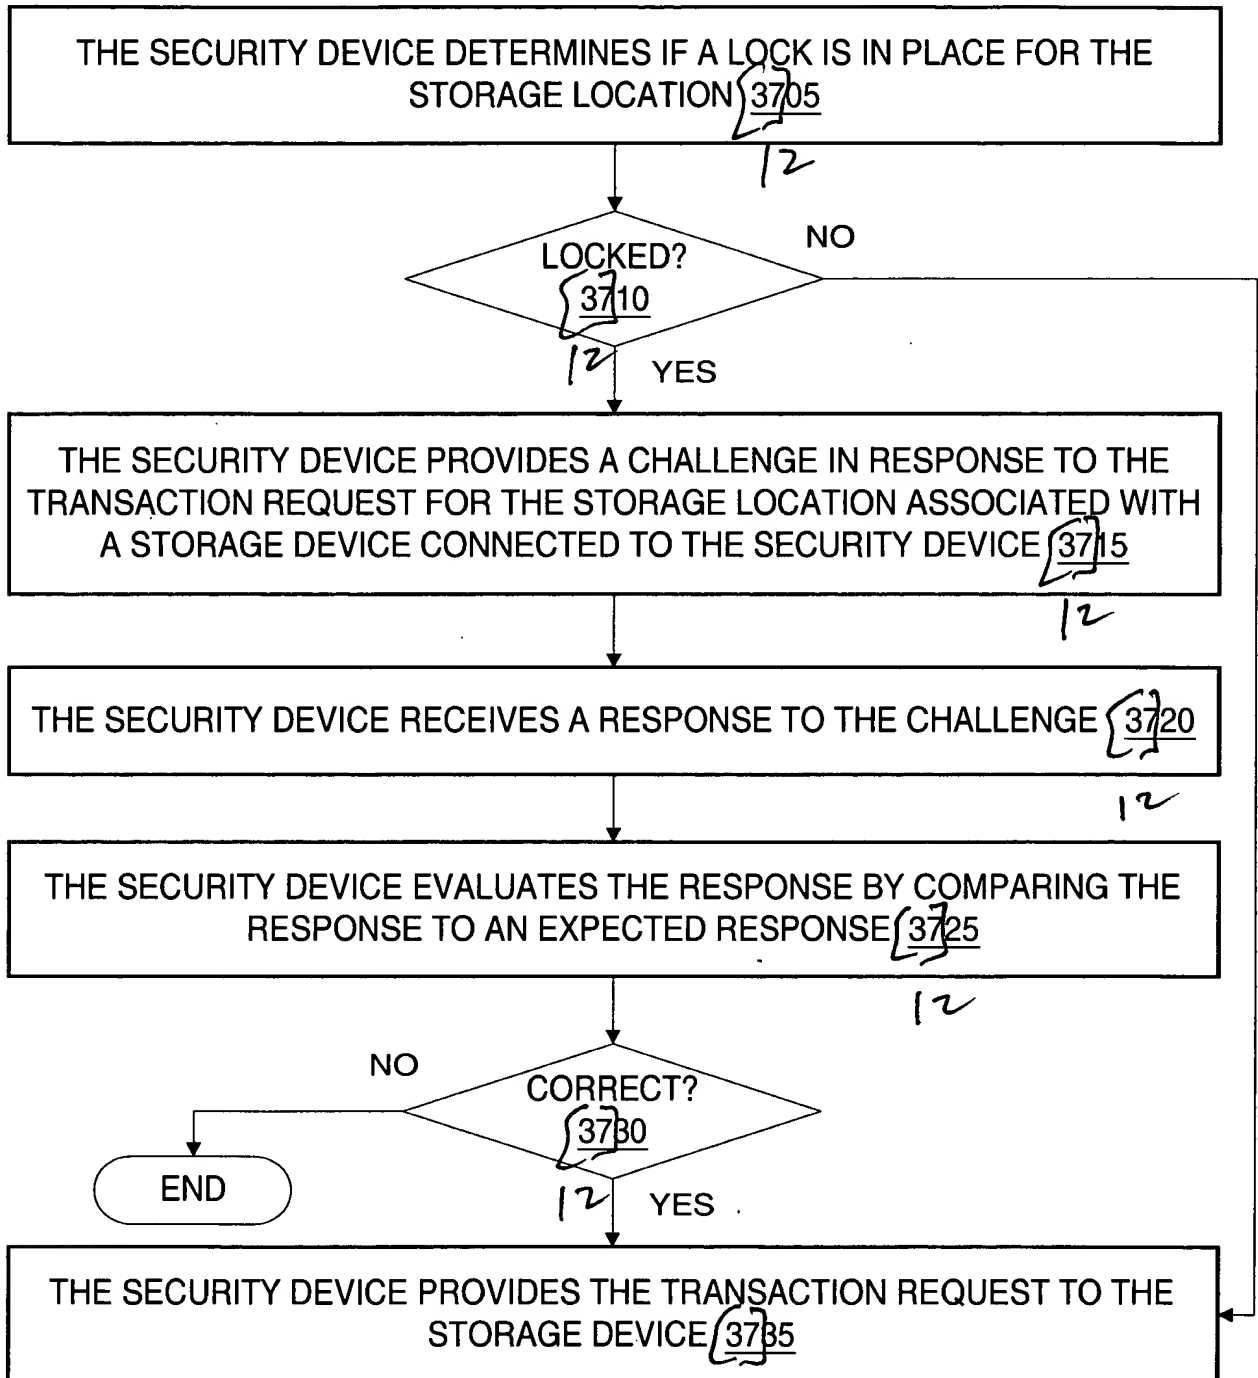 THE SECURITY DEVICE DETERMINES IF A LOCK IS IN PLACE FOR THE
STORAGE LOCATION 3705
12
LOCKED?
3710
12
NO
YES
THE SECURITY DEVICE PROVIDES A CHALLENGE IN RESPONSE TO THE
TRANSACTION REQUEST FOR THE STORAGE LOCATION ASSOCIATED WITH
A STORAGE DEVICE CONNECTED TO THE SECURITY DEVICE 3715
12
THE SECURITY DEVICE RECEIVES A RESPONSE TO THE CHALLENGE 3720
12
THE SECURITY DEVICE EVALUATES THE RESPONSE BY COMPARING THE
RESPONSE TO AN EXPECTED RESPONSE 3725
12
NO
CORRECT?
3730
12
END
YES
THE SECURITY DEVICE PROVIDES THE TRANSACTION REQUEST TO THE
STORAGE DEVICE 3735